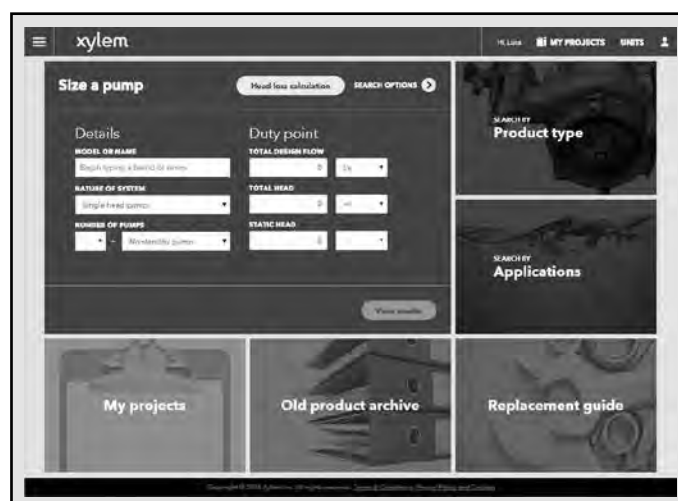 xylem
MY PROJECTS UNITS
Size a pump
Head loss calculation
SEARCH OPTIONS
Details
Duty point
MODEL OR NAME
TOTAL DESIGN FLOW
NATURE OF SYSTEM
TOTAL HEAD
Single head pump
NUMBER OF PUMPS
STATIC HEAD
View results
SEARCH BY
Product type
SEARCH BY
Applications
My projects
Old product archive
Replacement guide